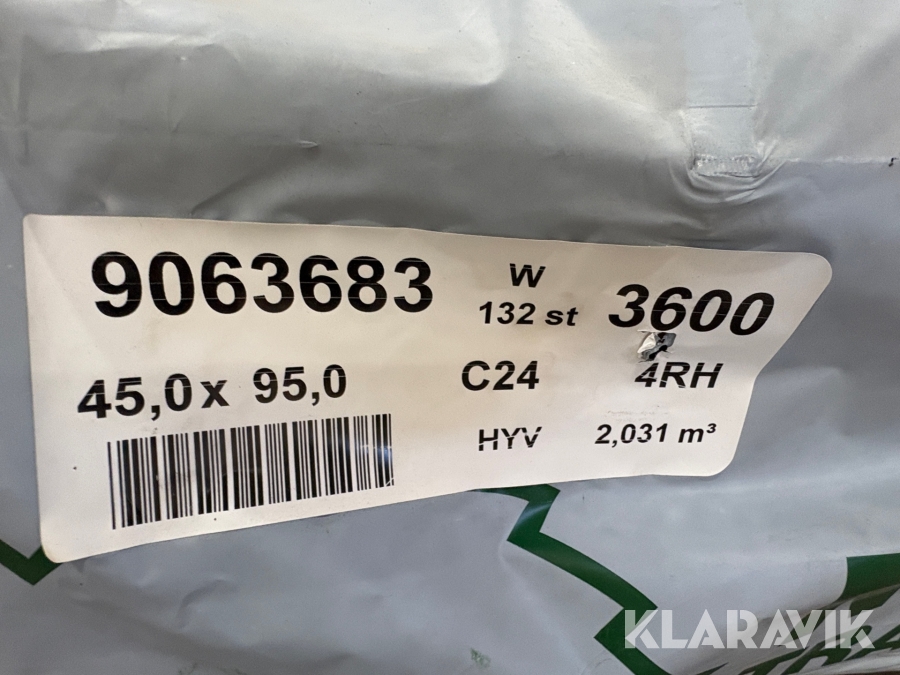 9063683 W 3600
132 st
45,0 x 95,0 C24 4RH
HYV 2,031 m³
KLARAVIK